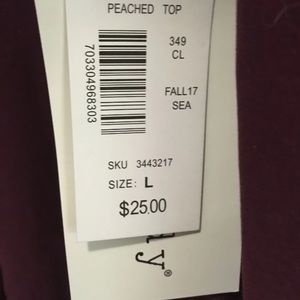 PEACHED TOP
349
CL
703304968303
FALL17
SEA
SKU 3443217
SIZE: L
$25.00
y®